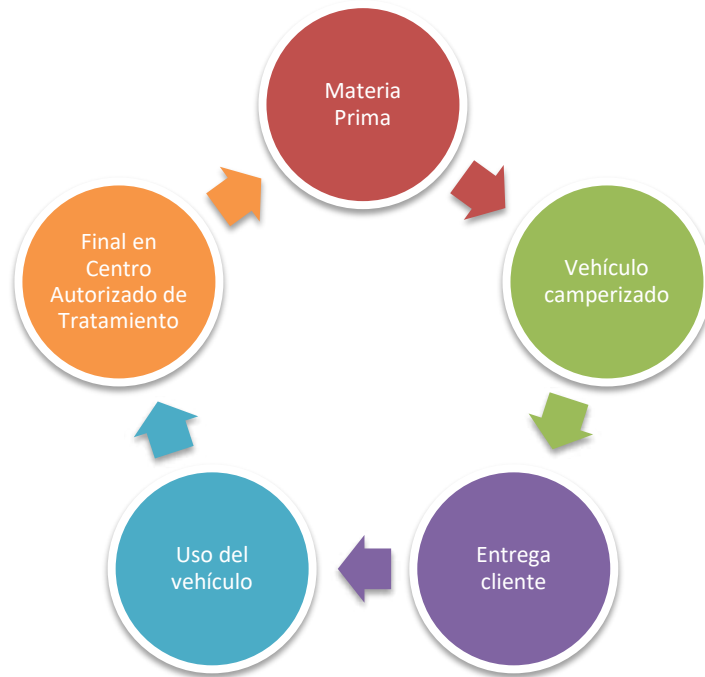 Materia
Prima
Vehículo
camperizado
Entrega
cliente
Uso del
vehículo
Final en
Centro
Autorizado de
Tratamiento